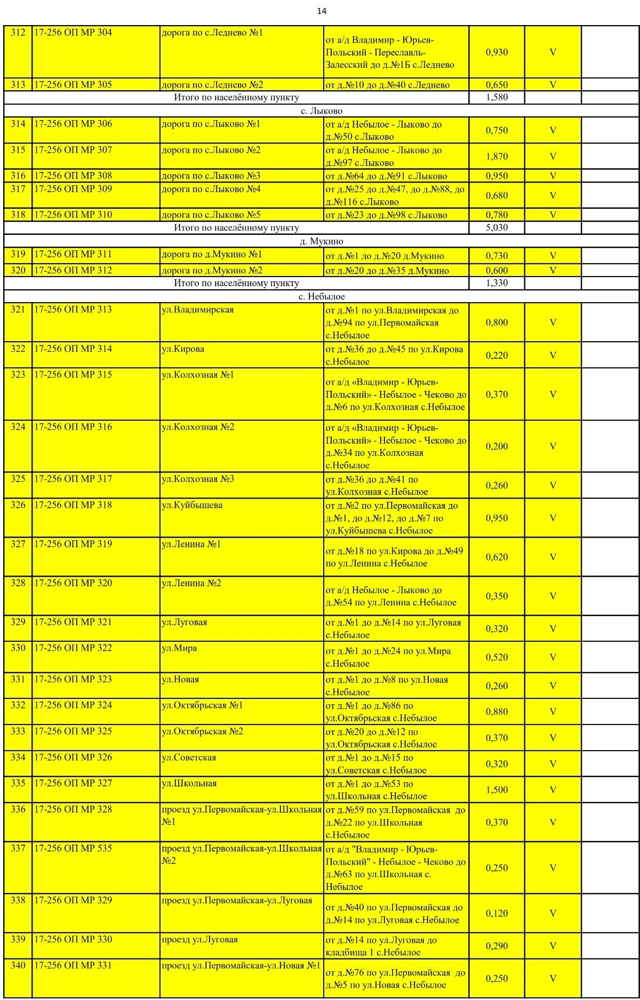 14
312 17-256 ОП МР 304 дорога по с.Леднево №1 от а/д Владимир - Юрьев-
Польский - Переславль-
Залесский до д.№1Б с.Леднево 0,930 V
313 17-256 ОП МР 305 дорога по с.Леднево №2 от д.№10 до д.№40 с.Леднево 0,650 V
Итого по населённому пункту 1,580
с. Лыково
314 17-256 ОП МР 306 дорога по с.Лыково №1 от а/д Небылое - Лыково до
д.№50 с.Лыково 0,750 V
315 17-256 ОП МР 307 дорога по с.Лыково №2 от а/д Небылое - Лыково до
д.№97 с.Лыково 1,870 V
316 17-256 ОП МР 308 дорога по с.Лыково №3 от д.№64 до д.№91 с.Лыково 0,950 V
317 17-256 ОП МР 309 дорога по с.Лыково №4 от д.№25 до д.№47, до д.№88, до
д.№116 с.Лыково 0,680 V
318 17-256 ОП МР 310 дорога по с.Лыково №5 от д.№23 до д.№98 с.Лыково 0,780 V
Итого по населённому пункту 5,030
д. Мукино
319 17-256 ОП МР 311 дорога по д.Мукино №1 от д.№1 до д.№20 д.Мукино 0,730 V
320 17-256 ОП МР 312 дорога по д.Мукино №2 от д.№20 до д.№35 д.Мукино 0,600 V
Итого по населённому пункту 1,330
с. Небылое
321 17-256 ОП МР 313 ул.Владимирская от д.№1 по ул.Владимирская до
д.№94 по ул.Первомайская
с.Небылое 0,800 V
322 17-256 ОП МР 314 ул.Кирова от д.№36 до д.№45 по ул.Кирова
с.Небылое 0,220 V
323 17-256 ОП МР 315 ул.Колхозная №1 от а/д «Владимир - Юрьев-
Польский» - Небылое - Чеково до
д.№6 по ул.Колхозная с.Небылое 0,370 V
324 17-256 ОП МР 316 ул.Колхозная №2 от а/д «Владимир - Юрьев-
Польский» - Небылое - Чеково до
д.№34 по ул.Колхозная
с.Небылое 0,200 V
325 17-256 ОП МР 317 ул.Колхозная №3 от д.№36 до д.№41 по
ул.Колхозная с.Небылое 0,260 V
326 17-256 ОП МР 318 ул.Куйбышева от д.№2 по ул.Первомайская до
д.№1, до д.№12, до д.№7 по
ул.Куйбышева с.Небылое 0,950 V
327 17-256 ОП МР 319 ул.Ленина №1 от д.№18 по ул.Кирова до д.№49
по ул.Ленина с.Небылое 0,620 V
328 17-256 ОП МР 320 ул.Ленина №2 от а/д Небылое - Лыково до
д.№54 по ул.Ленина с.Небылое 0,350 V
329 17-256 ОП МР 321 ул.Луговая от д.№1 до д.№14 по ул.Луговая
с.Небылое 0,320 V
330 17-256 ОП МР 322 ул.Мира от д.№1 до д.№24 по ул.Мира
с.Небылое 0,520 V
331 17-256 ОП МР 323 ул.Новая от д.№1 до д.№8 по ул.Новая
с.Небылое 0,260 V
332 17-256 ОП МР 324 ул.Октябрьская №1 от д.№1 до д.№86 по
ул.Октябрьская с.Небылое 0,880 V
333 17-256 ОП МР 325 ул.Октябрьская №2 от д.№20 до д.№12 по
ул.Октябрьская с.Небылое 0,370 V
334 17-256 ОП МР 326 ул.Советская от д.№1 до д.№15 по
ул.Советская с.Небылое 0,320 V
335 17-256 ОП МР 327 ул.Школьная от д.№1 до д.№53 по
ул.Школьная с.Небылое 1,500 V
336 17-256 ОП МР 328 проезд ул.Первомайская-ул.Школьная от д.№59 по ул.Первомайская до
№1 д.№22 по ул.Школьная
с.Небылое 0,370 V
337 17-256 ОП МР 535 проезд ул.Первомайская-ул.Школьная от а/д "Владимир - Юрьев-
№2 Польский" - Небылое - Чеково до
д.№63 по ул.Школьная с.
Небылое 0,250 V
338 17-256 ОП МР 329 проезд ул.Первомайская-ул.Луговая от д.№40 по ул.Первомайская до
д.№14 по ул.Луговая с.Небылое 0,120 V
339 17-256 ОП МР 330 проезд ул.Луговая от д.№14 по ул.Луговая до
кладбища 1 с.Небылое 0,290 V
340 17-256 ОП МР 331 проезд ул.Первомайская-ул.Новая №1 от д.№76 по ул.Первомайская до
д.№5 по ул.Новая с.Небылое 0,250 V